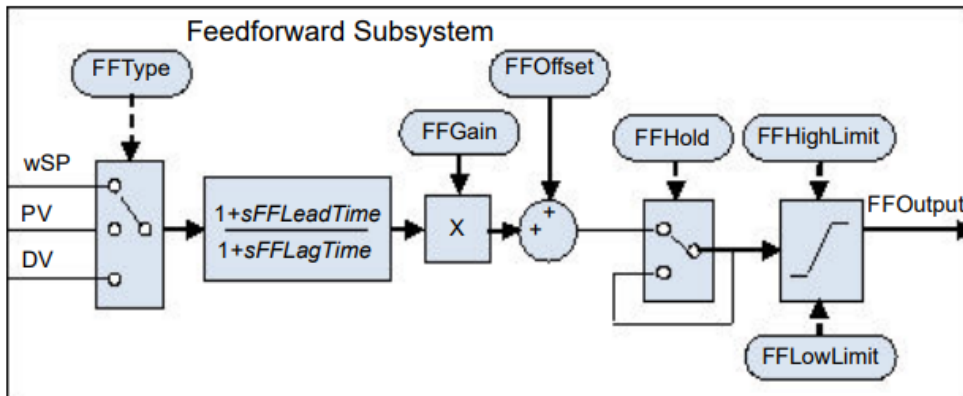 Feedforward Subsystem
FFType
FFOffset
FFGain
FFHold
FFHighLimit
wSP
PV
DV
1+sFFLeadTime
1+sFFLagTime
X
+
+
FFOutput
FFLowLimit